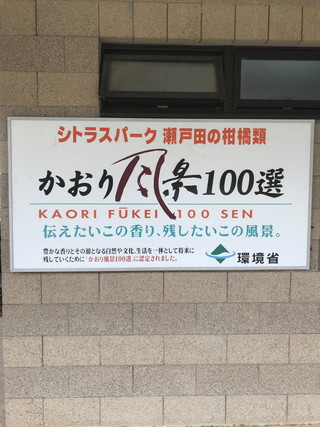 シトラスパーク 瀬戸田の柑橘類
かおり風景100選
KAORI FŪKEI 100 SEN
伝えたいこの香り、残したいこの風景。
豊かな香りとその源となる自然や文化、生活を一体として将来に
残していくために「かおり風景100選」に認定されました。
環境省